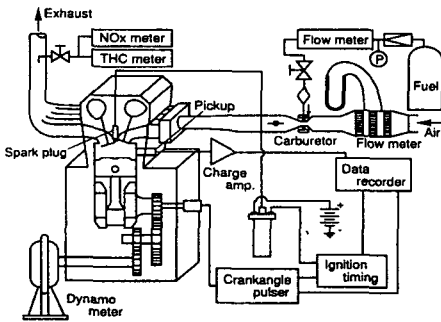 Exhaust
NOx meter
THC meter
Flow meter
P
Fuel
Pickup
Spark plug
Carburetor
Air
Flow meter
Charge
amp.
Data
recorder
Ignition
timing
Crankangle
pulser
Dynamo
meter